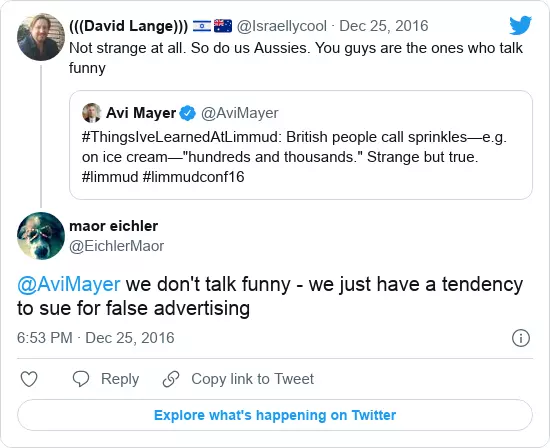 (((David Lange))) 🇮🇱 🇦🇺 @Israellycool · Dec 25, 2016
Not strange at all. So do us Aussies. You guys are the ones who talk
funny
Avi Mayer @AviMayer
#ThingsIveLearnedAtLimmud: British people call sprinkles—e.g.
on ice cream—"hundreds and thousands." Strange but true.
#limmud #limmudconf16
maor eichler
@EichlerMaor
@AviMayer we don't talk funny - we just have a tendency
to sue for false advertising
6:53 PM · Dec 25, 2016
Reply
Copy link to Tweet
Explore what's happening on Twitter